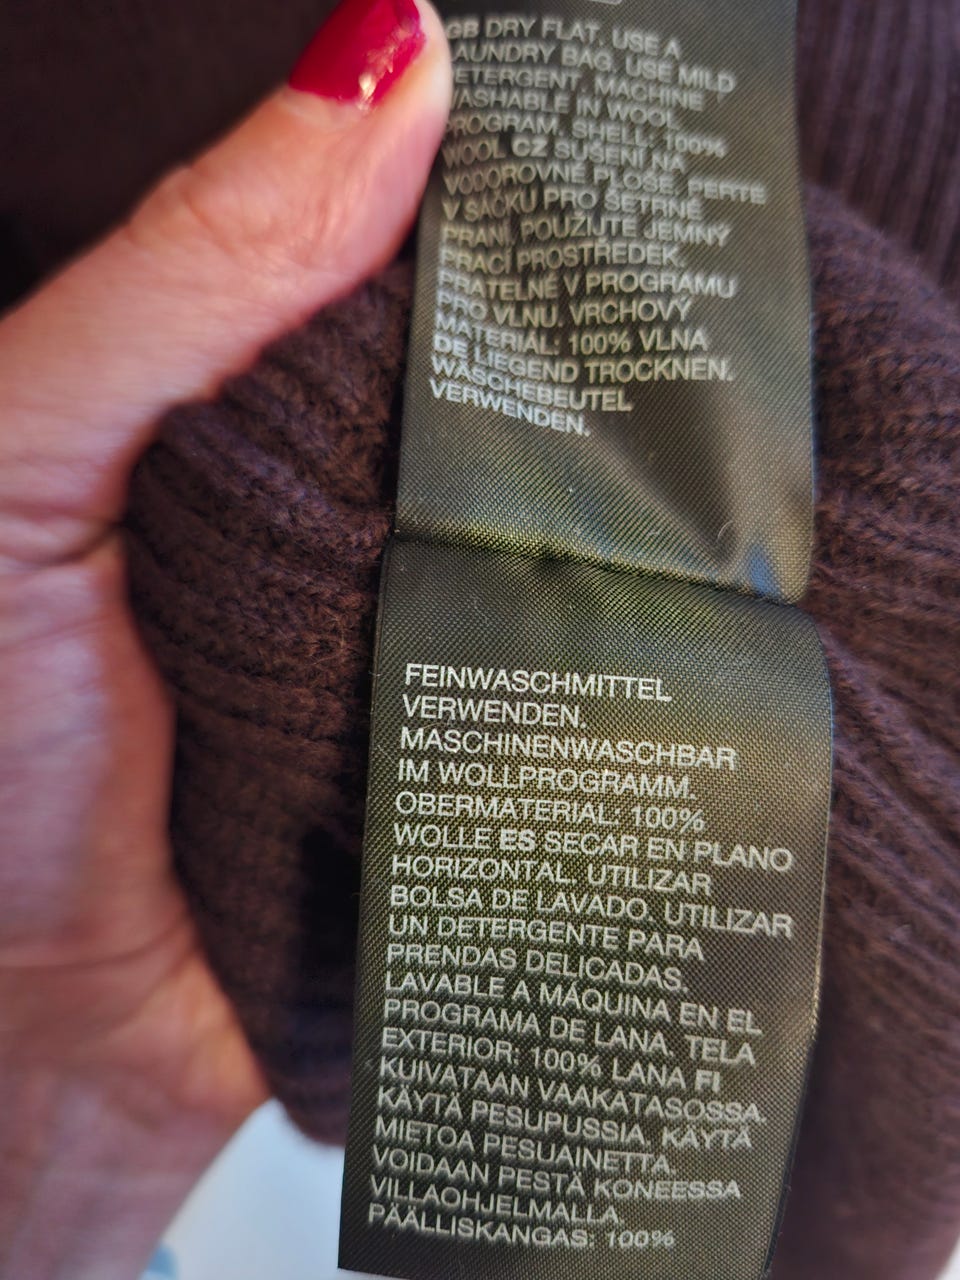 GB DRY FLAT. USE A
LAUNDRY BAG. USE MILD
DETERGENT. MACHINE
WASHABLE IN WOOL
PROGRAM. SHELL: 100%
WOOL CZ SUŠENÍ NA
VODOROVNÉ PLOŠE. PERTE
V SÁČKU PRO ŠETRNÉ
PRANÍ. POUŽIJTE JEMNÝ
PRACÍ PROSTŘEDEK.
PRATELNÉ V PROGRAMU
PRO VLNU. VRCHOVÝ
MATERIÁL: 100% VLNA
DE LIEGEND TROCKNEN.
WÄSCHEBEUTEL
VERWENDEN.
FEINWASCHMITTEL
VERWENDEN.
MASCHINENWASCHBAR
IM WOLLPROGRAMM.
OBERMATERIAL: 100%
WOLLE ES SECAR EN PLANO
HORIZONTAL. UTILIZAR
BOLSA DE LAVADO. UTILIZAR
UN DETERGENTE PARA
PRENDAS DELICADAS.
LAVABLE A MÁQUINA EN EL
PROGRAMA DE LANA. TELA
EXTERIOR: 100% LANA FI
KUIVATAAN VAAKATASOSSA.
KÄYTÄ PESUPUSSIA. KÄYTÄ
MIETOA PESUAINETTA.
VOIDAAN PESTÄ KONEESSA
VILLAOHJELMALLA.
PÄÄLLISKANGAS: 100%